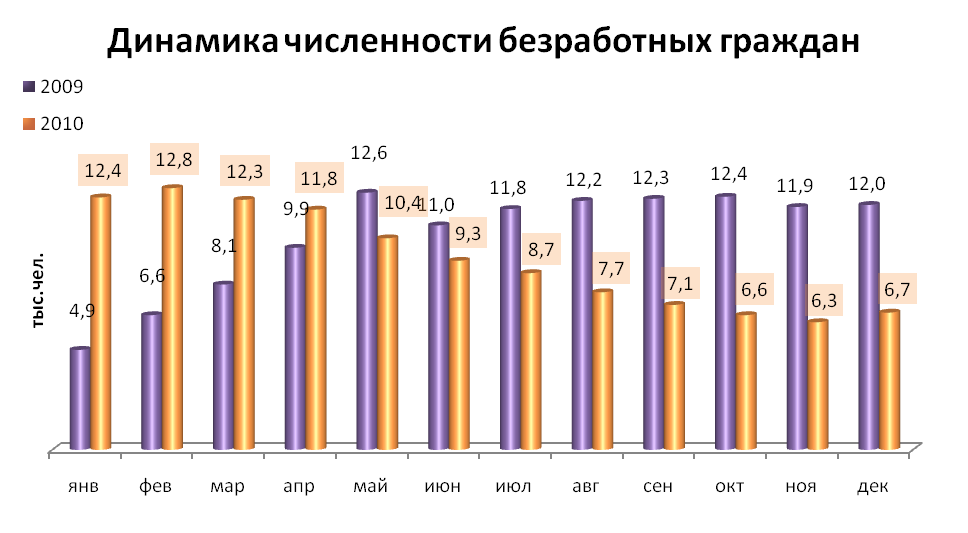 Динамика численности безработных граждан
2009
2010
тыс.чел.
4,9 12,4 6,6 12,8 8,1 12,3 9,9 11,8 12,6 10,4 11,0 9,3 11,8 8,7 12,2 7,7 12,3 7,1 12,4 6,6 11,9 6,3 12,0 6,7
янв фев мар апр май июн июл авг сен окт ноя дек